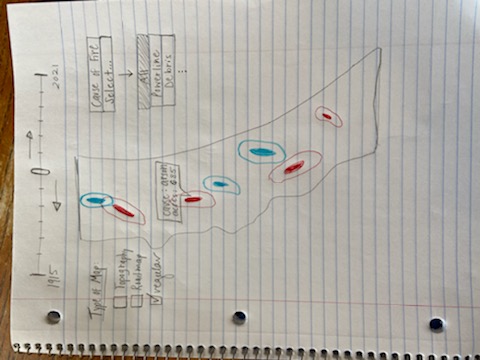 1915
2021
Type of Map
Topography
Road map
regular
Cause of Fire
Select...
All
Powerline
Debris
cause: arson
acres: 685